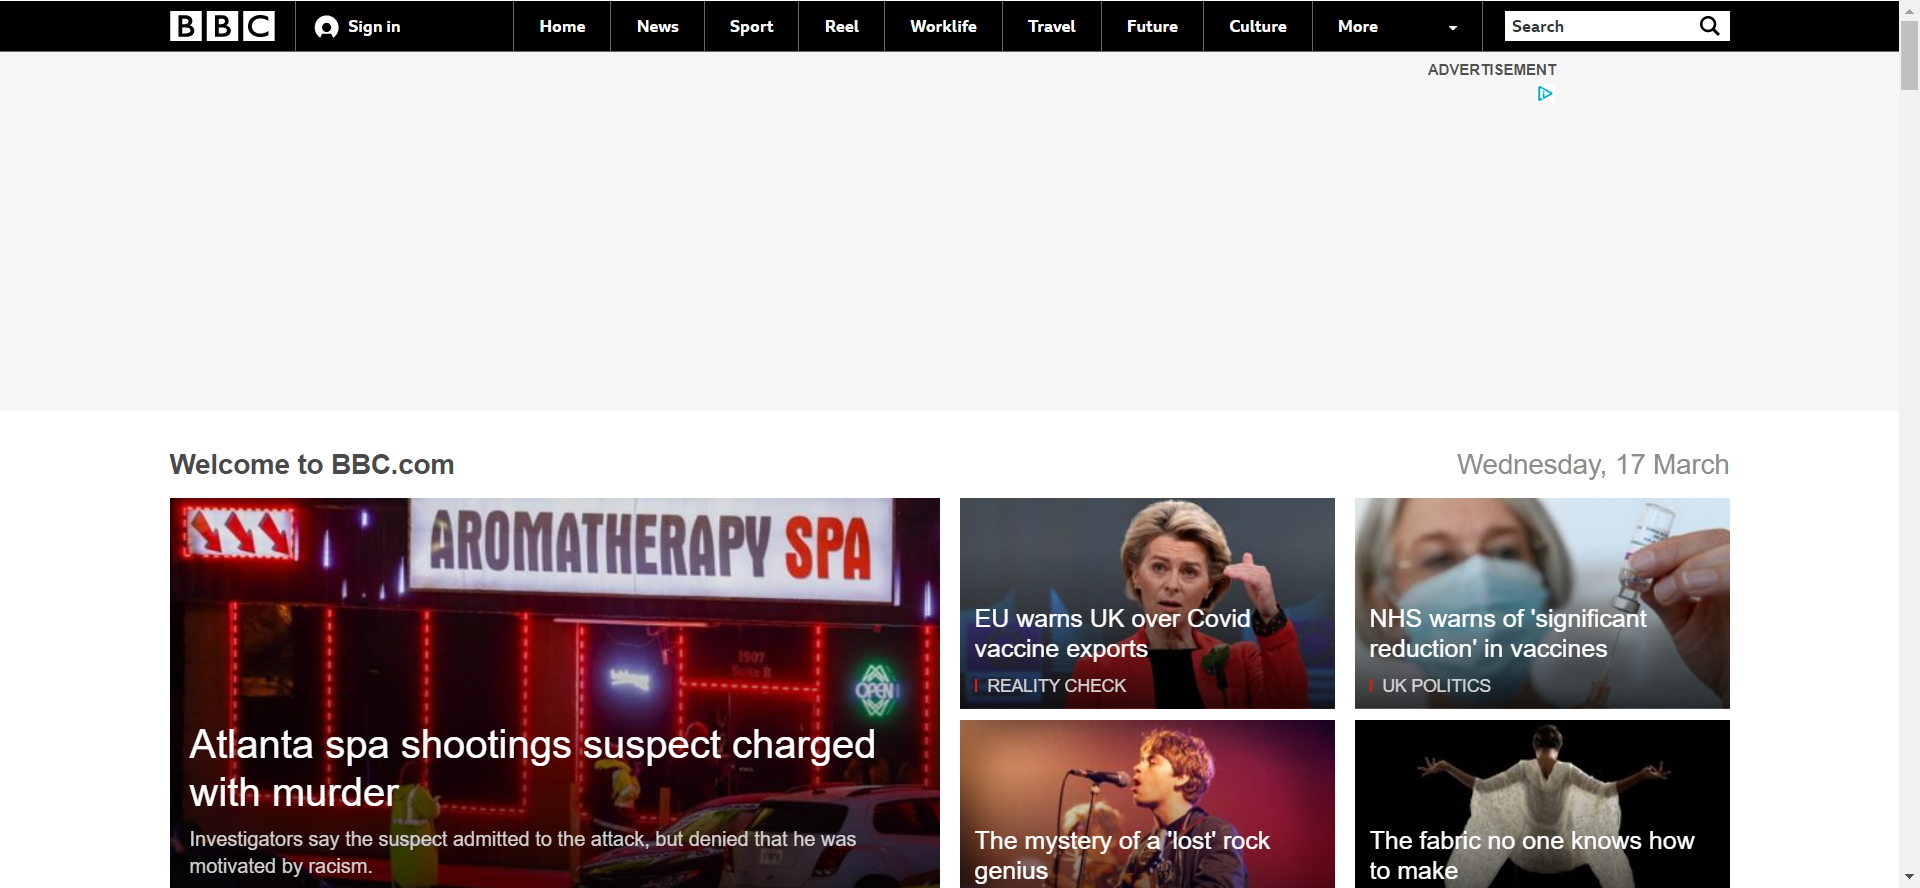 BBC
Sign in
Home
News
Sport
Reel
Worklife
Travel
Future
Culture
More
Search
ADVERTISEMENT
Welcome to BBC.com
Wednesday, 17 March
AROMATHERAPY SPA
1907
Suite B
OPEN
Atlanta spa shootings suspect charged
with murder
Investigators say the suspect admitted to the attack, but denied that he was
motivated by racism.
EU warns UK over Covid
vaccine exports
REALITY CHECK
NHS warns of 'significant
reduction' in vaccines
UK POLITICS
The mystery of a 'lost' rock
genius
The fabric no one knows how
to make